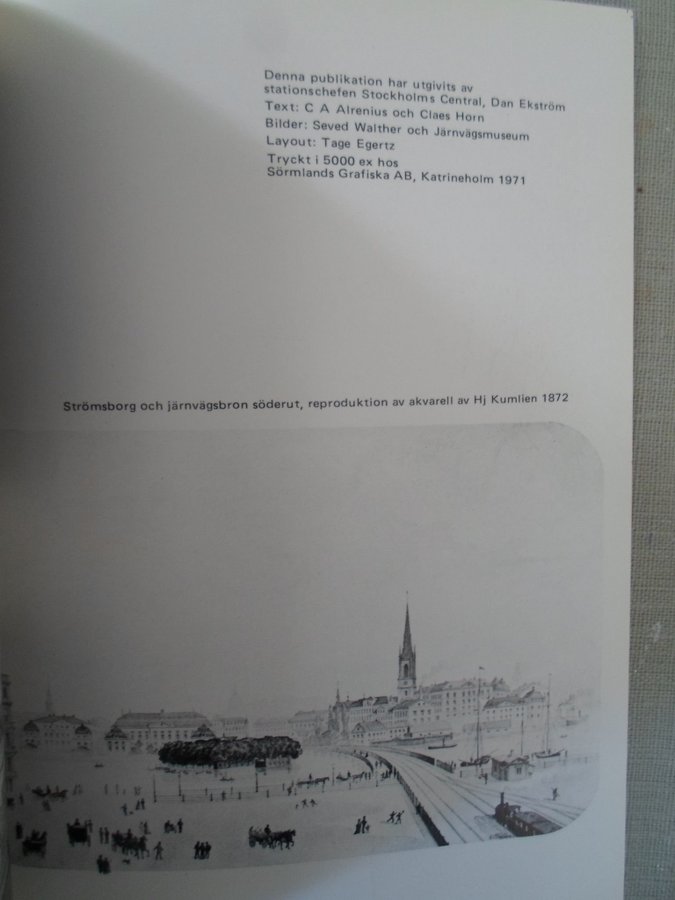 Denna publikation har utgivits av
stationschefen Stockholms Central, Dan Ekström
Text: C A Alrenius och Claes Horn
Bilder: Seved Walther och Järnvägsmuseum
Layout: Tage Egertz
Tryckt i 5000 ex hos
Sörmlands Grafiska AB, Katrineholm 1971
Strömsborg och järnvägsbron söderut, reproduktion av akvarell av Hj Kumlien 1872